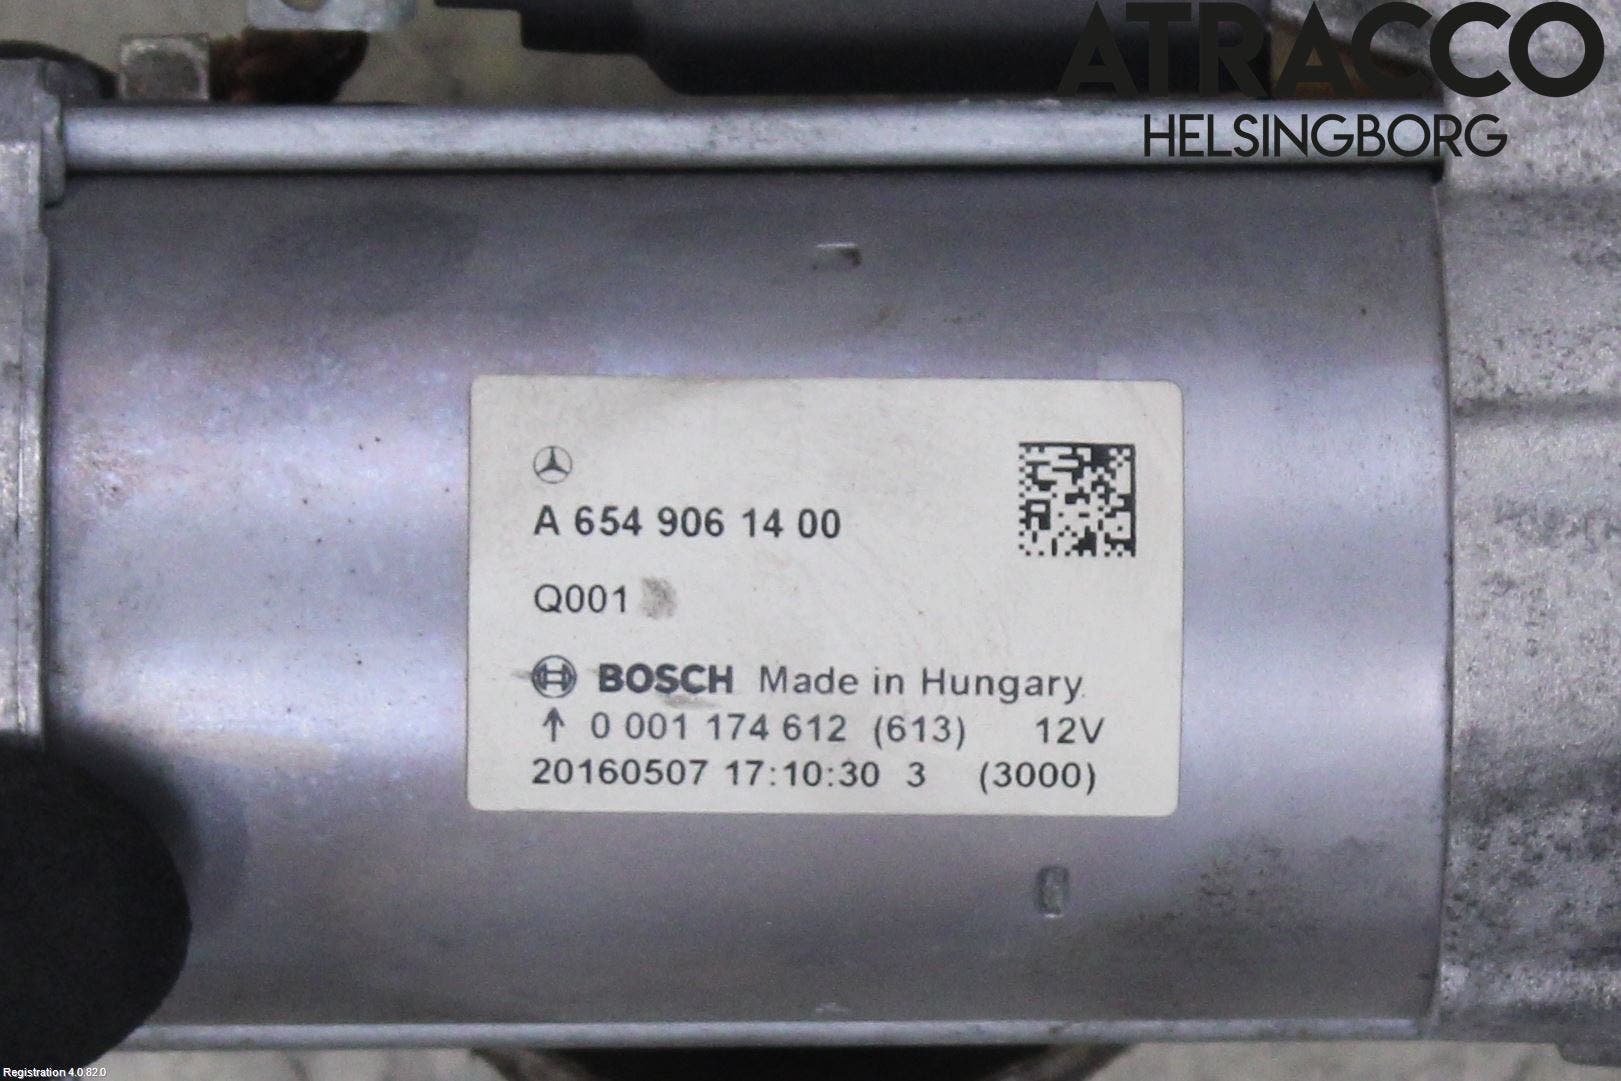 ATRACCO
HELSINGBORG
A 654 906 14 00
Q001
BOSCH Made in Hungary.
↑ 0 001 174 612 (613) 12V
20160507 17:10:30 3 (3000)
Registration 4.0.82.0